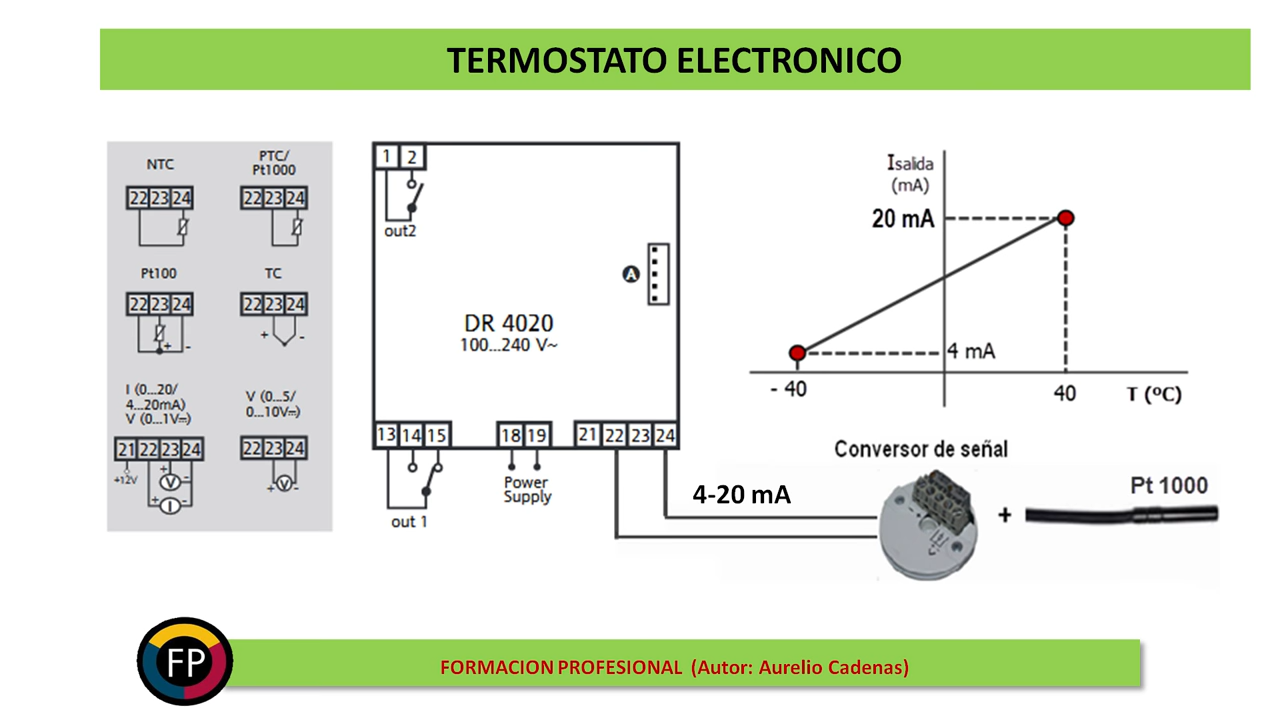 TERMOSTATO ELECTRONICO
NTC
22 23 24
PTC/
Pt1000
22 23 24
Pt100
22 23 24
+ -
TC
22 23 24
+ -
I (0...20/
4...20mA)
V (0...1V⎓)
21 22 23 24
+12V
+ V -
+ I -
V (0...5/
0...10V⎓)
22 23 24
+ V -
1 2
out2
A
DR 4020
100...240 V~
13 14 15
18 19
21 22 23 24
out 1
Power
Supply
4-20 mA
Isalida
(mA)
20 mA
4 mA
- 40
40
T (ºC)
Conversor de señal
+
Pt 1000
FP
FORMACION PROFESIONAL (Autor: Aurelio Cadenas)